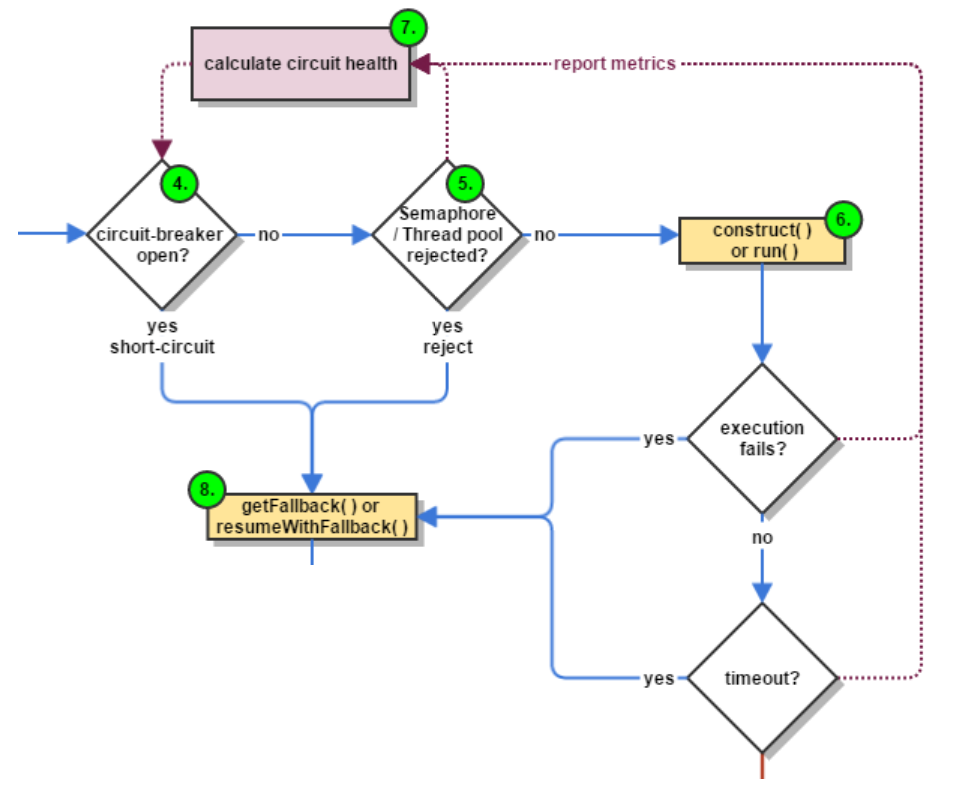 7.
calculate circuit health
report metrics
4.
circuit-breaker
open?
no
5.
Semaphore
/ Thread pool
rejected?
no
6.
construct( )
or run( )
yes
short-circuit
yes
reject
execution
fails?
yes
no
8.
getFallback( ) or
resumeWithFallback( )
timeout?
yes